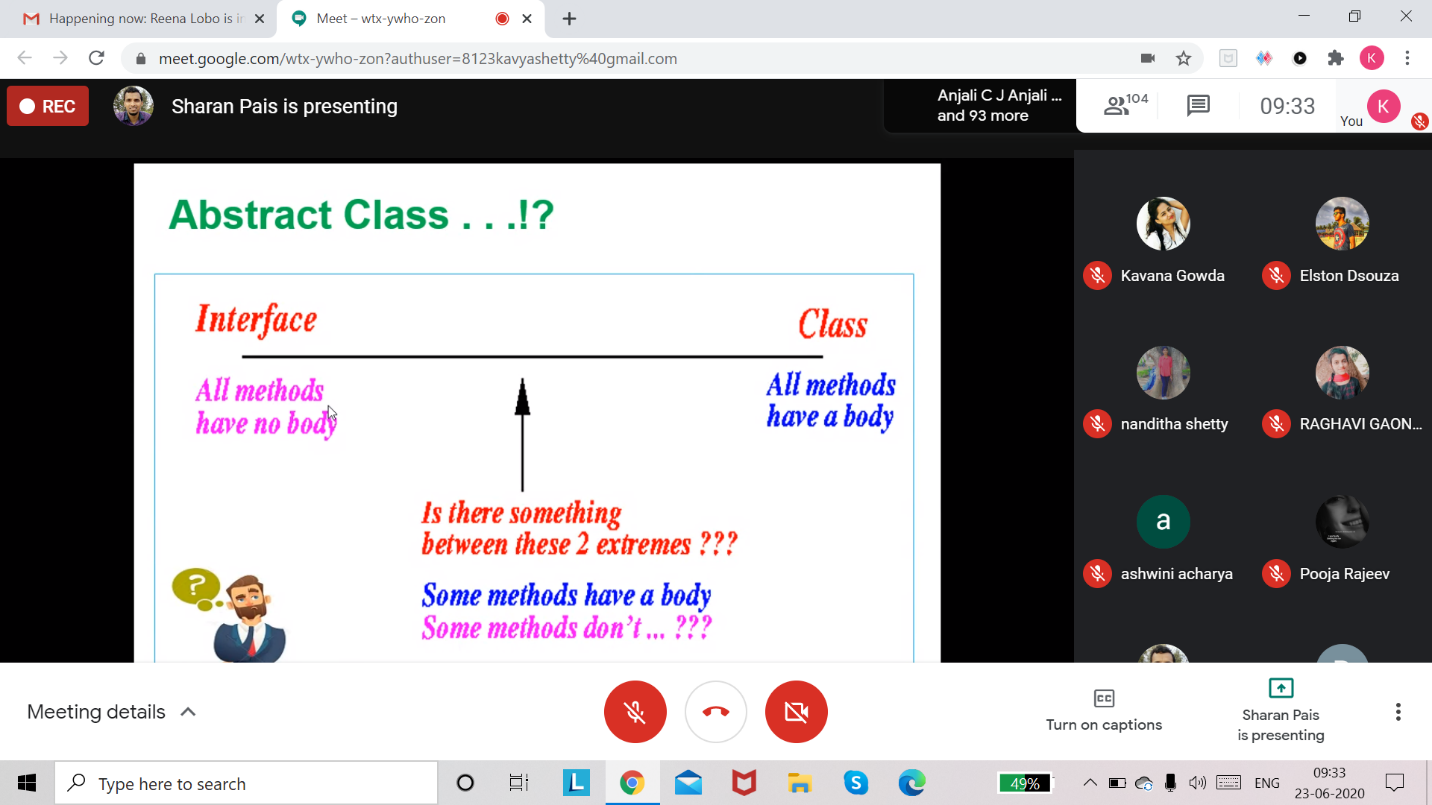 Happening now: Reena Lobo is in
Meet – wtx-ywho-zon
meet.google.com/wtx-ywho-zon?authuser=8123kavyashetty%40gmail.com
K
REC
Sharan Pais is presenting
Anjali C J Anjali ...
and 93 more
104
09:33
You
K
Abstract Class . . .!?
Interface
Class
All methods
have no body
All methods
have a body
Is there something
between these 2 extremes ???
Some methods have a body
Some methods don't ... ???
?
Kavana Gowda
Elston Dsouza
nanditha shetty
RAGHAVI GAON...
a
ashwini acharya
Pooja Rajeev
Meeting details
CC
Turn on captions
Sharan Pais
is presenting
Type here to search
L
S
49%
ENG
09:33
23-06-2020